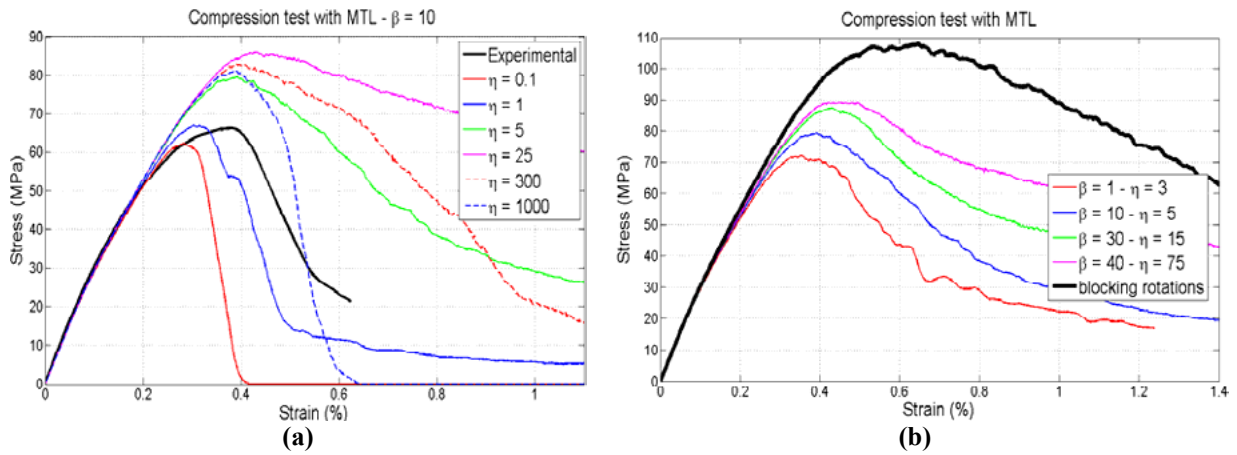 Compression test with MTL - β = 10
Stress (MPa)
90
80
70
60
50
40
30
20
10
0
0
0.2
0.4
0.6
0.8
1
Strain (%)
Experimental
η = 0.1
η = 1
η = 5
η = 25
η = 300
η = 1000
(a)
Compression test with MTL
Stress (MPa)
110
100
90
80
70
60
50
40
30
20
10
0
0
0.2
0.4
0.6
0.8
1
1.2
1.4
Strain (%)
β = 1 - η = 3
β = 10 - η = 5
β = 30 - η = 15
β = 40 - η = 75
blocking rotations
(b)